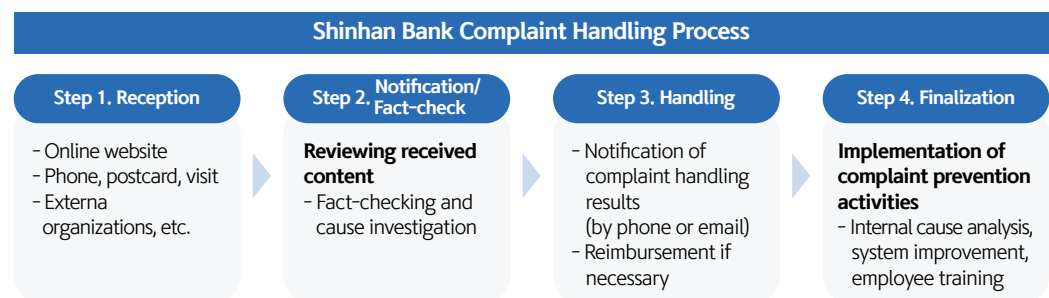 Shinhan Bank Complaint Handling Process
Step 1. Reception
- Online website
- Phone, postcard, visit
- Externa
organizations, etc.
Step 2. Notification/
Fact-check
Reviewing received
content
- Fact-checking and
cause investigation
Step 3. Handling
- Notification of
complaint handling
results
(by phone or email)
- Reimbursement if
necessary
Step 4. Finalization
Implementation of
complaint prevention
activities
- Internal cause analysis,
system improvement,
employee training